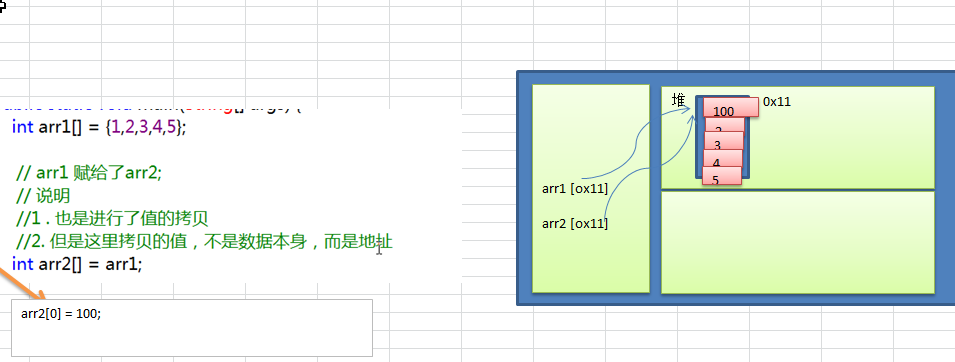 int arr1[] = {1,2,3,4,5};
// arr1 赋给了arr2;
// 说明
//1 . 也是进行了值的拷贝
//2. 但是这里拷贝的值，不是数据本身，而是地址
int arr2[] = arr1;
arr2[0] = 100;
堆
0x11
100
2
3
4
5
arr1 [ox11]
arr2 [ox11]